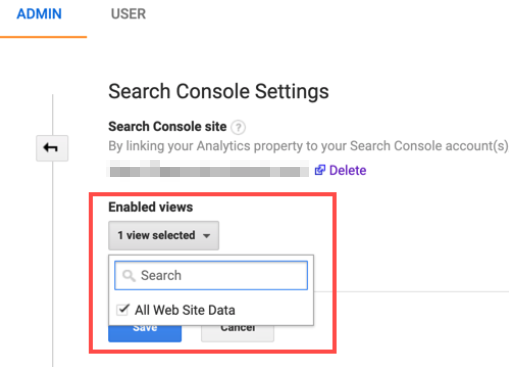 ADMIN USER
Search Console Settings
Search Console site ?
By linking your Analytics property to your Search Console account(s)
Delete
Enabled views
1 view selected
Search
All Web Site Data
Save Cancel